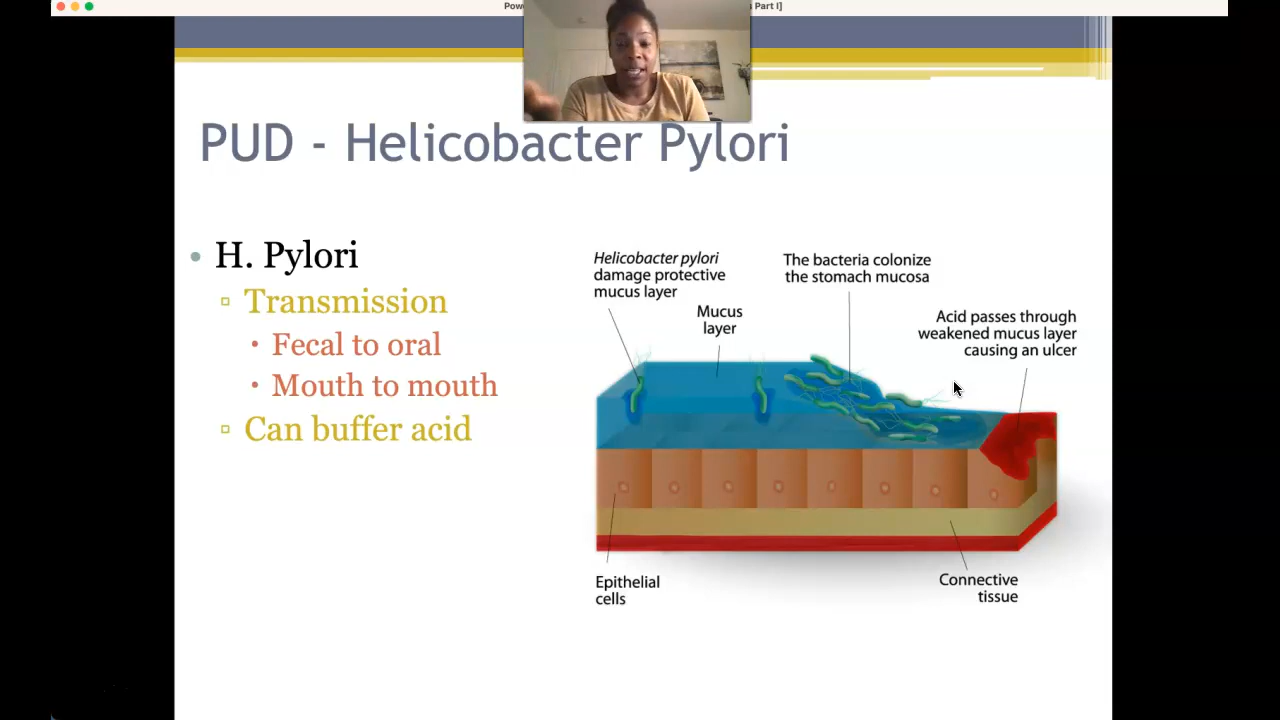 Pow
s Part I]
PUD - Helicobacter Pylori
• H. Pylori
Transmission
• Fecal to oral
• Mouth to mouth
Can buffer acid
Helicobacter pylori
damage protective
mucus layer
Mucus
layer
The bacteria colonize
the stomach mucosa
Acid passes through
weakened mucus layer
causing an ulcer
Epithelial
cells
Connective
tissue